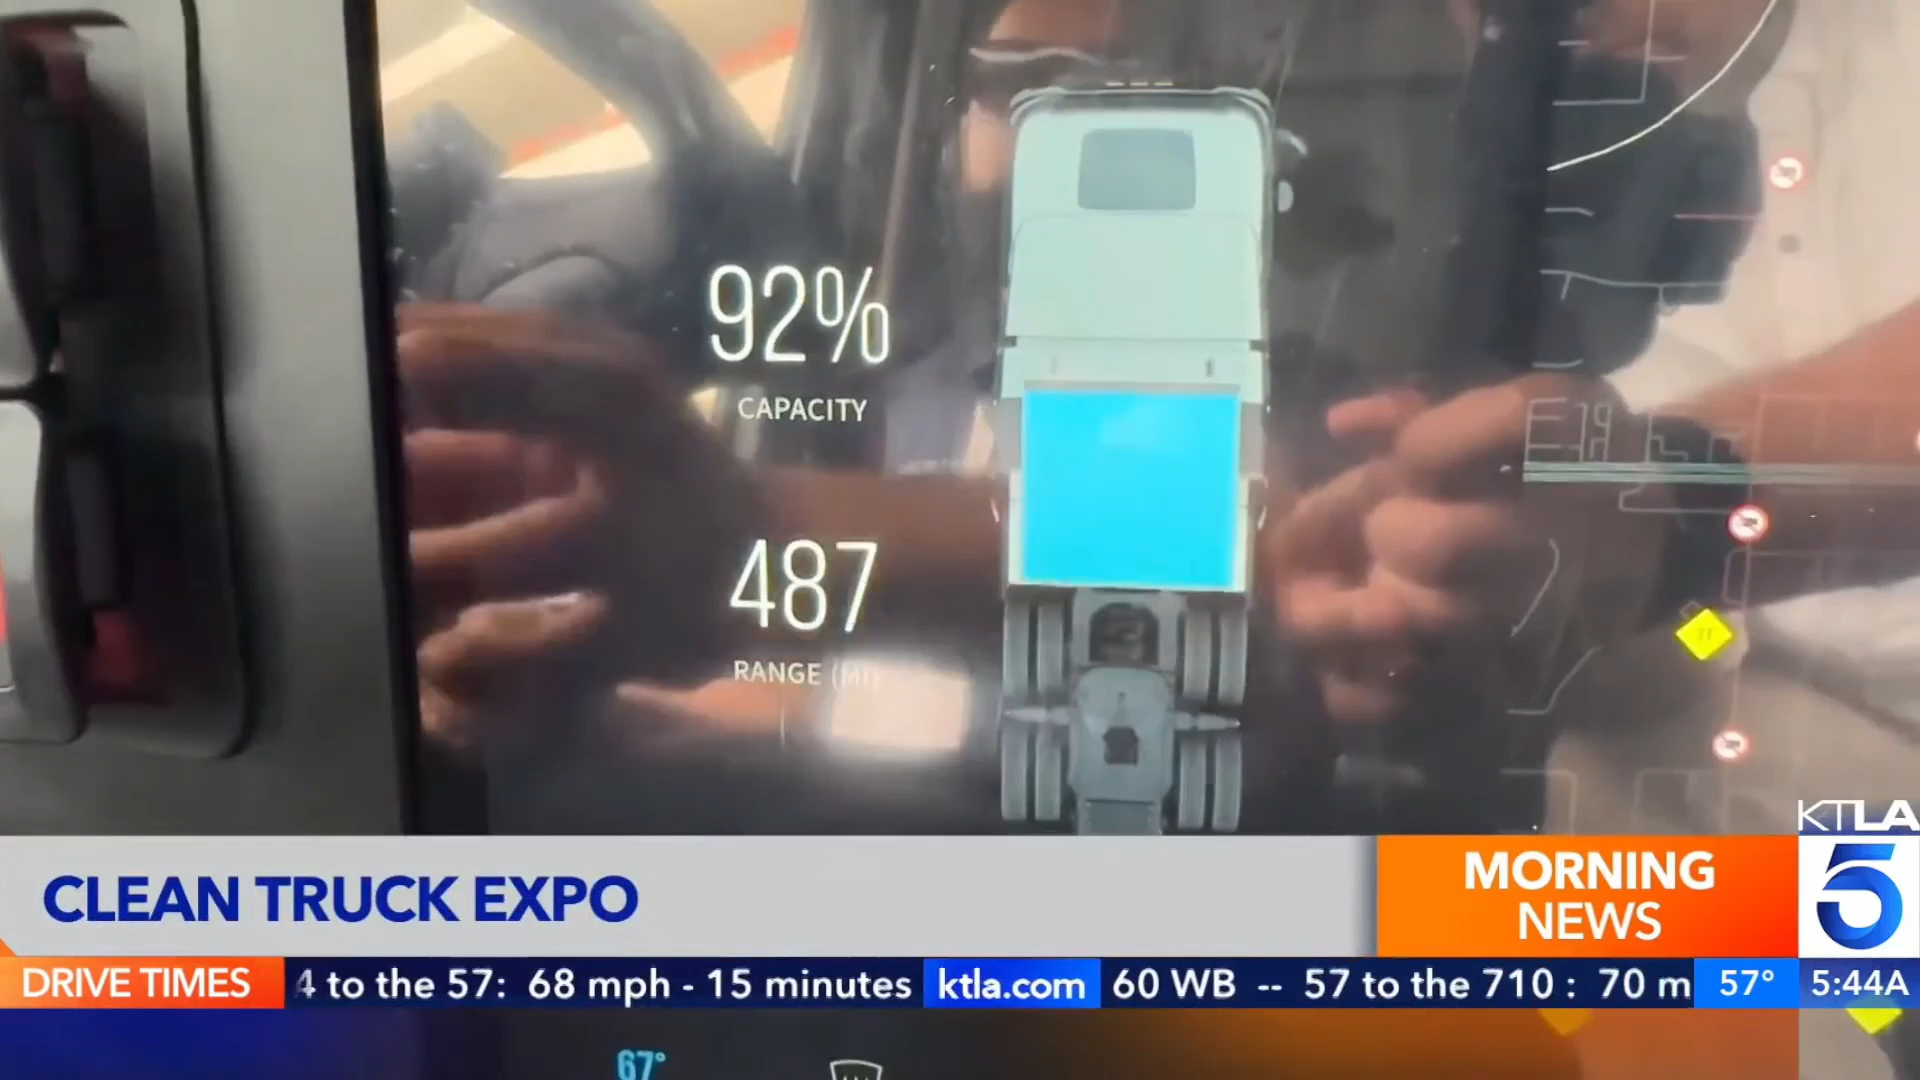 92%
CAPACITY
487
RANGE (MI)
KTLA
5
CLEAN TRUCK EXPO
MORNING
NEWS
DRIVE TIMES
4 to the 57: 68 mph - 15 minutes
ktla.com
60 WB -- 57 to the 710 : 70 m
57°
5:44A
67°